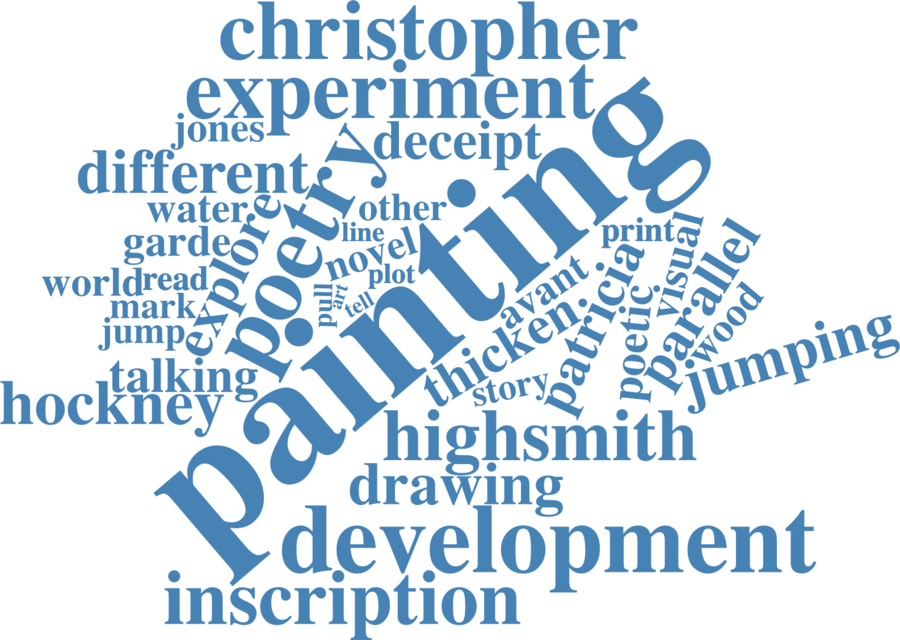 christopher
experiment
jones
deceipt
painting
different
poetry
water
explore
other
line
garde
novel
print
visual
parallel
world
read
plot
patricia
avant
mark
pull
art
tell
poetic
wood
jump
thicken
jumping
talking
story
hockney
highsmith
drawing
development
inscription